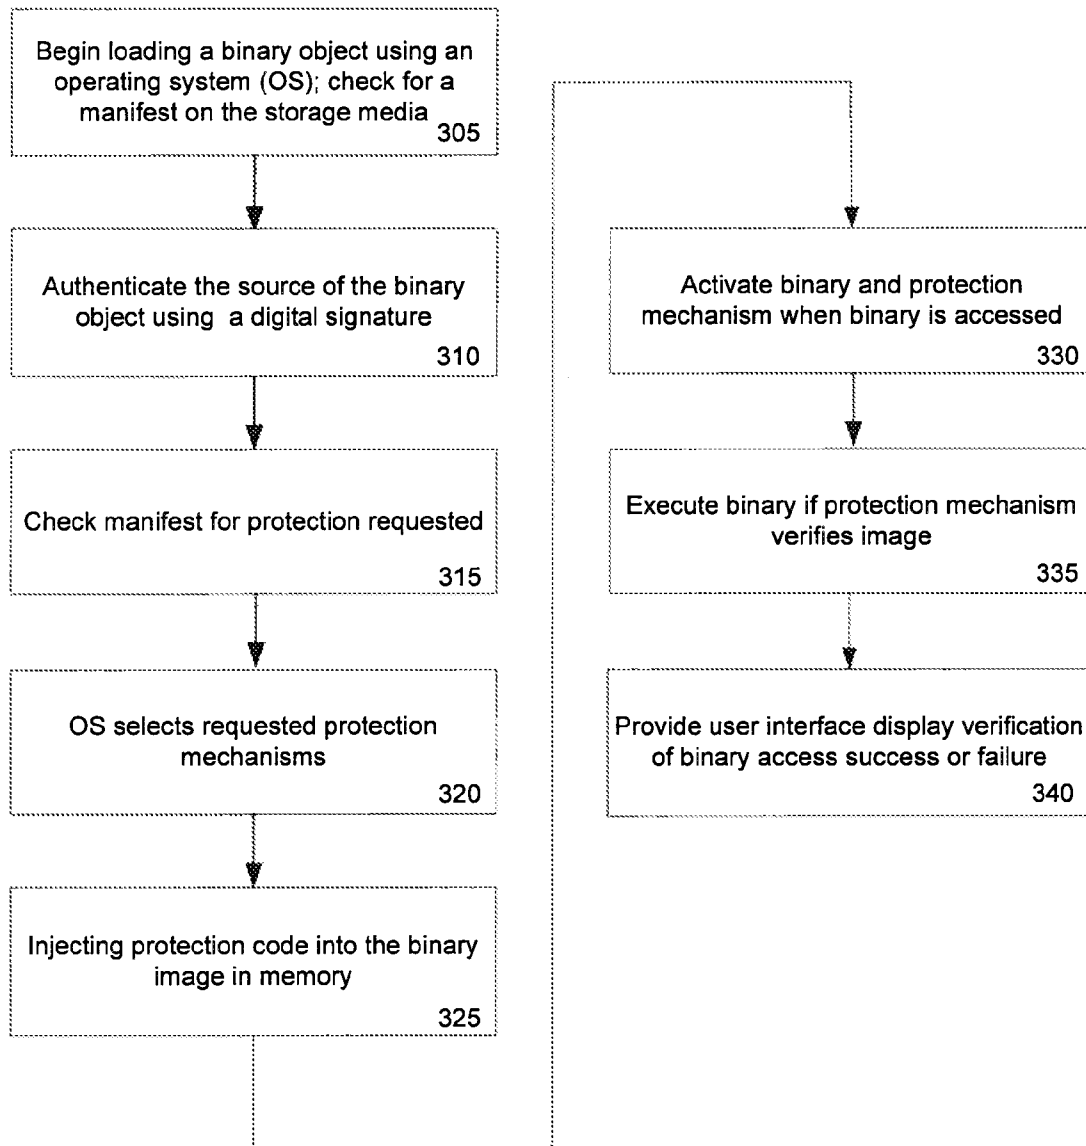 Begin loading a binary object using an
operating system (OS); check for a
manifest on the storage media
305
Authenticate the source of the binary
object using a digital signature
310
Check manifest for protection requested
315
OS selects requested protection
mechanisms
320
Injecting protection code into the binary
image in memory
325
Activate binary and protection
mechanism when binary is accessed
330
Execute binary if protection mechanism
verifies image
335
Provide user interface display verification
of binary access success or failure
340